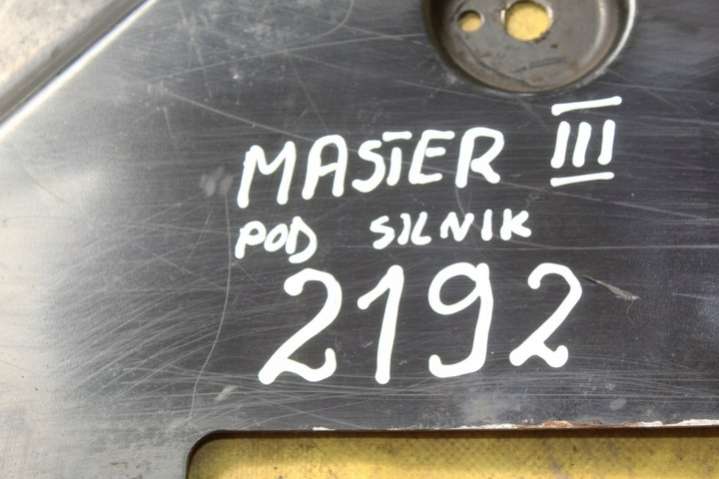 MASTER III
POD SILNIK
2192